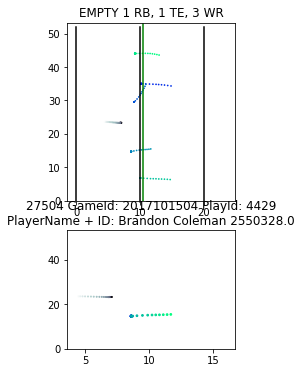 EMPTY 1 RB, 1 TE, 3 WR
50
40
30
20
10
0
0 10 20
27504 GameId: 2017101504 PlayId: 4429
PlayerName + ID: Brandon Coleman 2550328.0
40
20
0
5 10 15